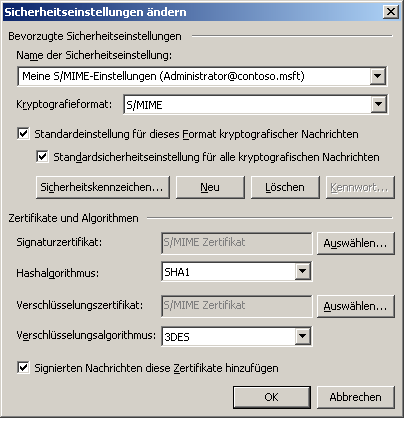 Sicherheitseinstellungen ändern
Bevorzugte Sicherheitseinstellungen
Name der Sicherheitseinstellung:
Meine S/MIME-Einstellungen (Administrator@contoso.msft)
Kryptografieformat: S/MIME
Standardeinstellung für dieses Format kryptografischer Nachrichten
Standardsicherheitseinstellung für alle kryptografischen Nachrichten
Sicherheitskennzeichen... Neu Löschen Kennwort...
Zertifikate und Algorithmen
Signaturzertifikat: S/MIME Zertifikat Auswählen...
Hashalgorithmus: SHA1
Verschlüsselungszertifikat: S/MIME Zertifikat Auswählen...
Verschlüsselungsalgorithmus: 3DES
Signierten Nachrichten diese Zertifikate hinzufügen
OK Abbrechen